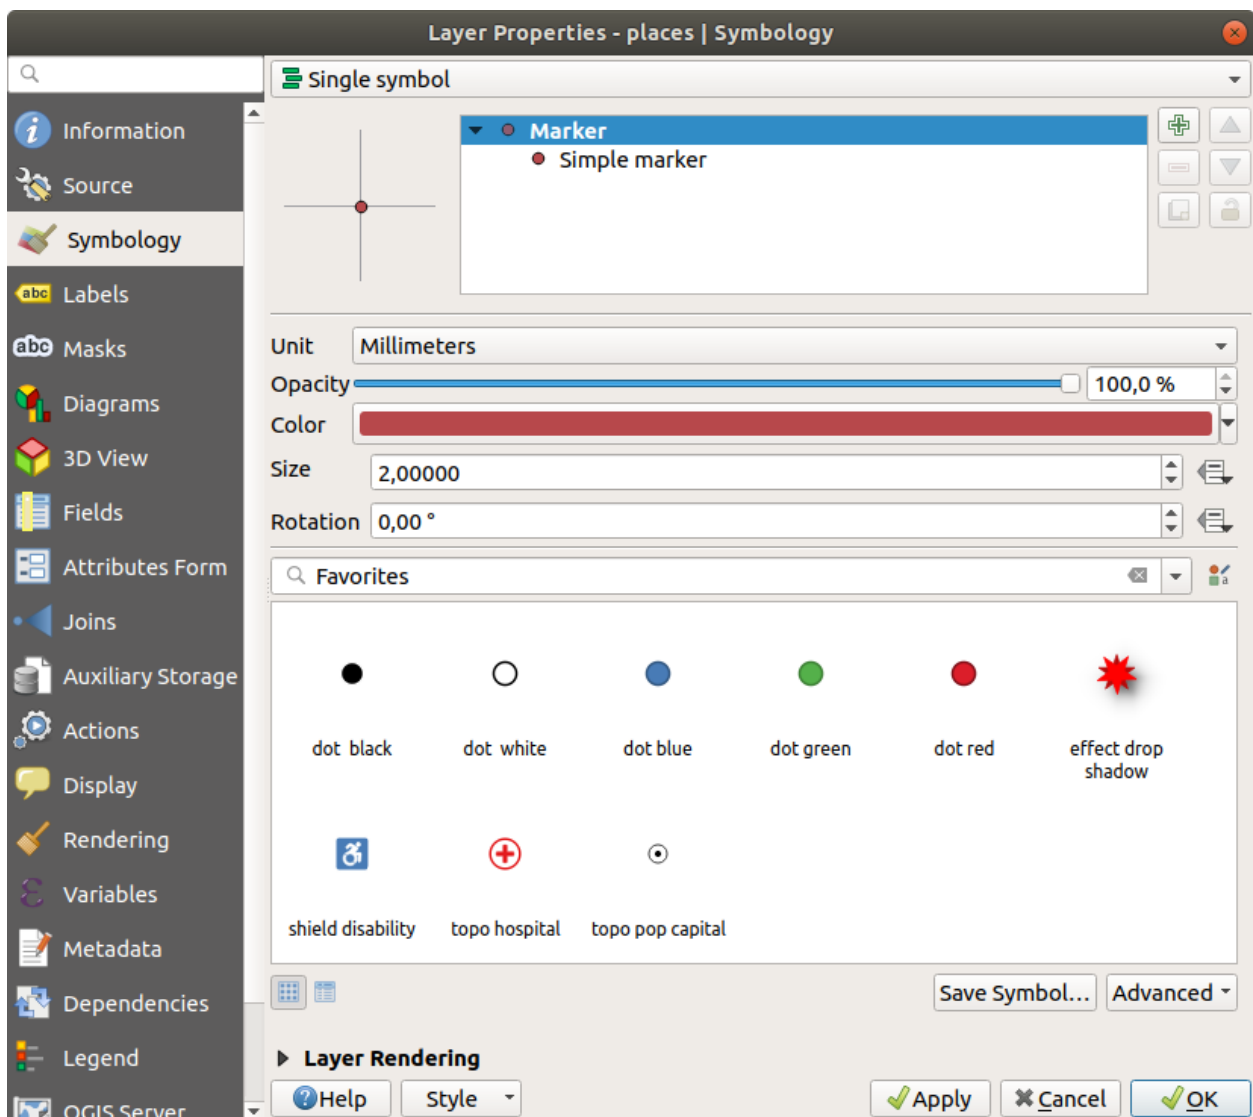 Layer Properties - places | Symbology
Single symbol
Information
Source
Symbology
Labels
Masks
Diagrams
3D View
Fields
Attributes Form
Joins
Auxiliary Storage
Actions
Display
Rendering
Variables
Metadata
Dependencies
Legend
QGIS Server
abc
abc
Marker
Simple marker
Unit
Millimeters
Opacity
100,0 %
Color
Size
2,00000
Rotation
0,00 °
Favorites
a
dot  black
dot  white
dot blue
dot green
dot red
effect drop
shadow
shield disability
topo hospital
topo pop capital
Save Symbol...
Advanced
Layer Rendering
Help
Style
Apply
Cancel
OK